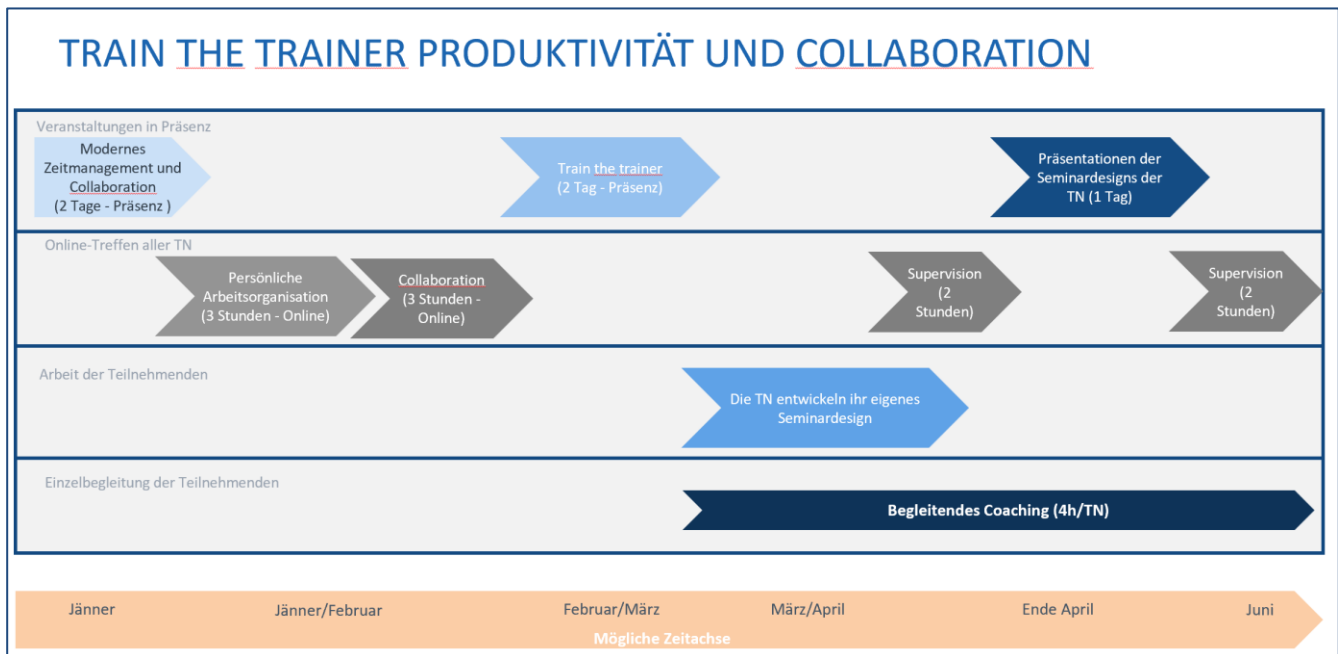 TRAIN THE TRAINER PRODUKTIVITÄT UND COLLABORATION
Veranstaltungen in Präsenz
Modernes
Zeitmanagement und
Collaboration
(2 Tage - Präsenz )
Train the trainer
(2 Tag - Präsenz)
Präsentationen der
Seminardesigns der
TN (1 Tag)
Online-Treffen aller TN
Persönliche
Arbeitsorganisation
(3 Stunden - Online)
Collaboration
(3 Stunden -
Online)
Supervision
(2
Stunden)
Supervision
(2
Stunden)
Arbeit der Teilnehmenden
Die TN entwickeln ihr eigenes
Seminardesign
Einzelbegleitung der Teilnehmenden
Begleitendes Coaching (4h/TN)
Jänner
Jänner/Februar
Februar/März
März/April
Ende April
Juni
Mögliche Zeitachse